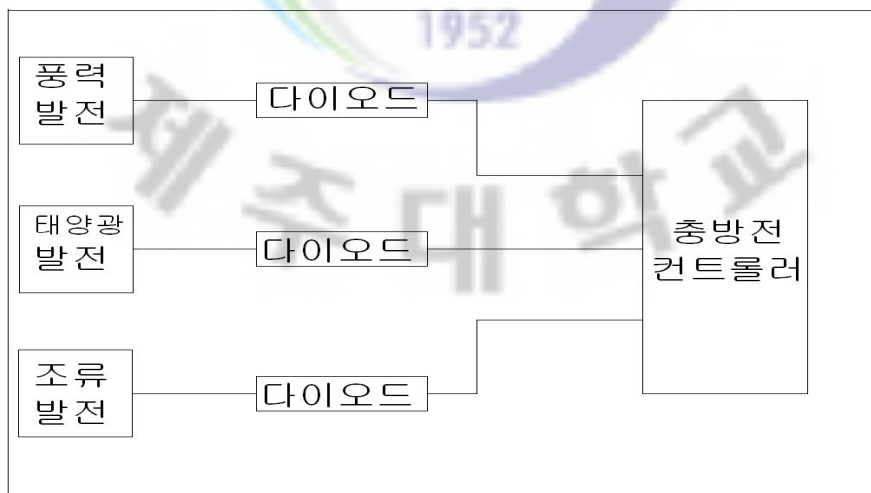 1952
제주대학교
풍력
발전
다이오드
태양광
발전
다이오드
조류
발전
다이오드
충방전
컨트롤러